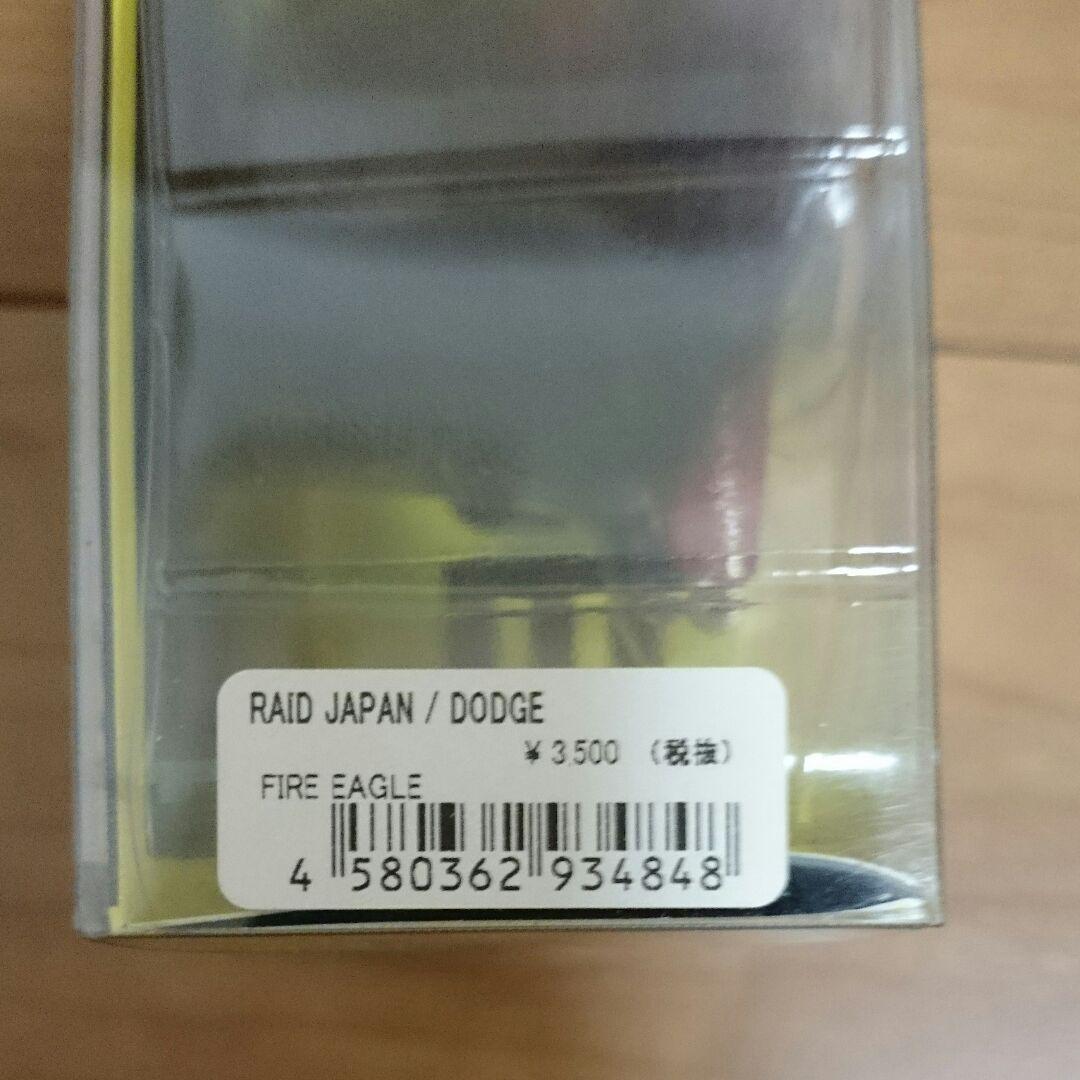 RAID JAPAN / DODGE
¥ 3,500 (税抜)
FIRE EAGLE
4 580362 934848